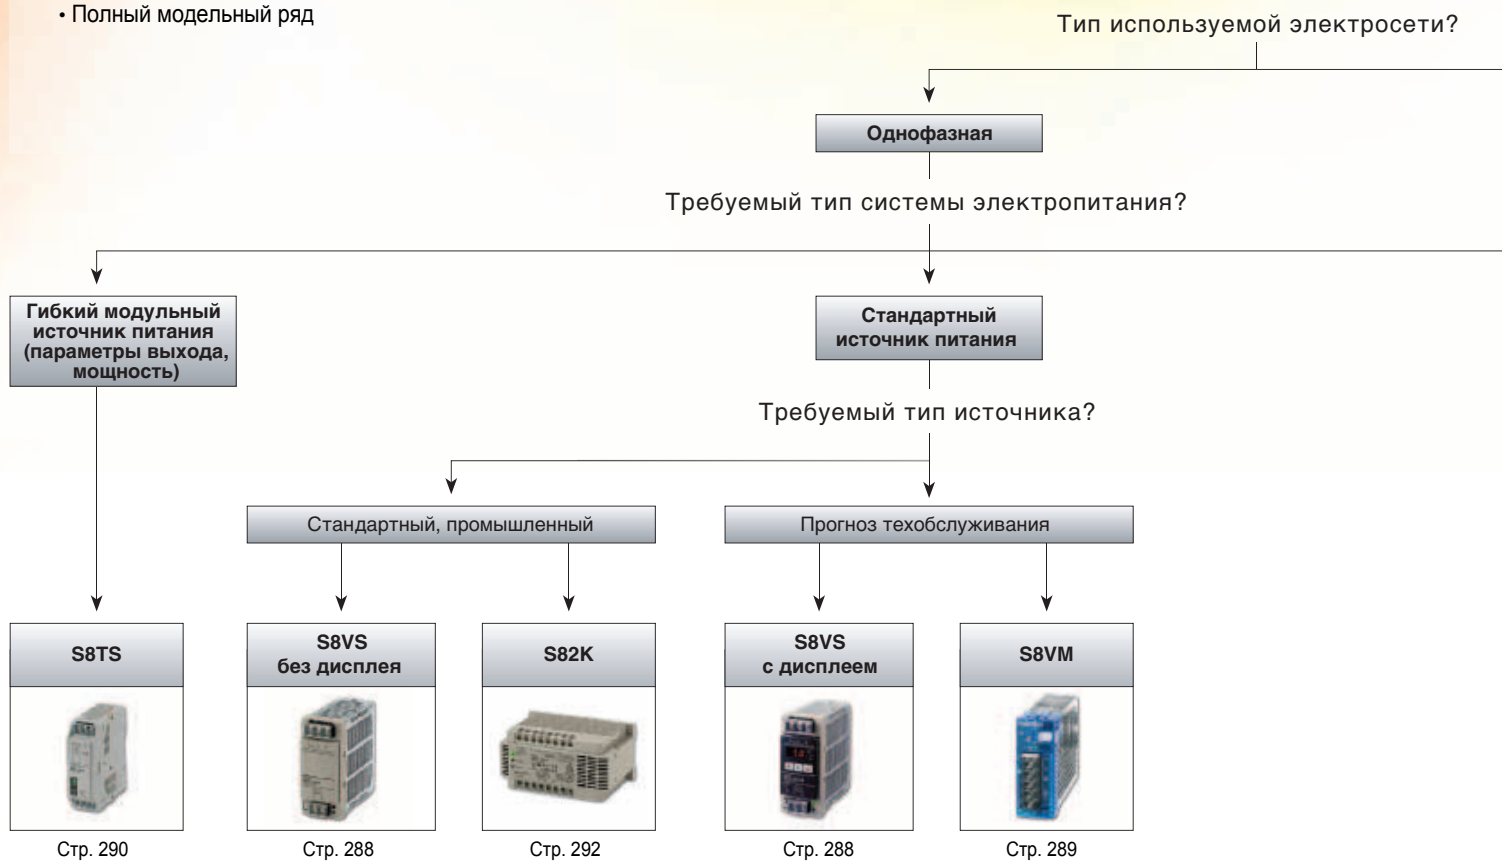 • Полный модельный ряд
Тип используемой электросети?
Однофазная
Требуемый тип системы электропитания?
Гибкий модульный
источник питания
(параметры выхода,
мощность)
Стандартный
источник питания
Требуемый тип источника?
Стандартный, промышленный
Прогноз техобслуживания
S8TS
S8VS
без дисплея
S82K
S8VS
с дисплеем
S8VM
Стр. 290
Стр. 288
Стр. 292
Стр. 288
Стр. 289